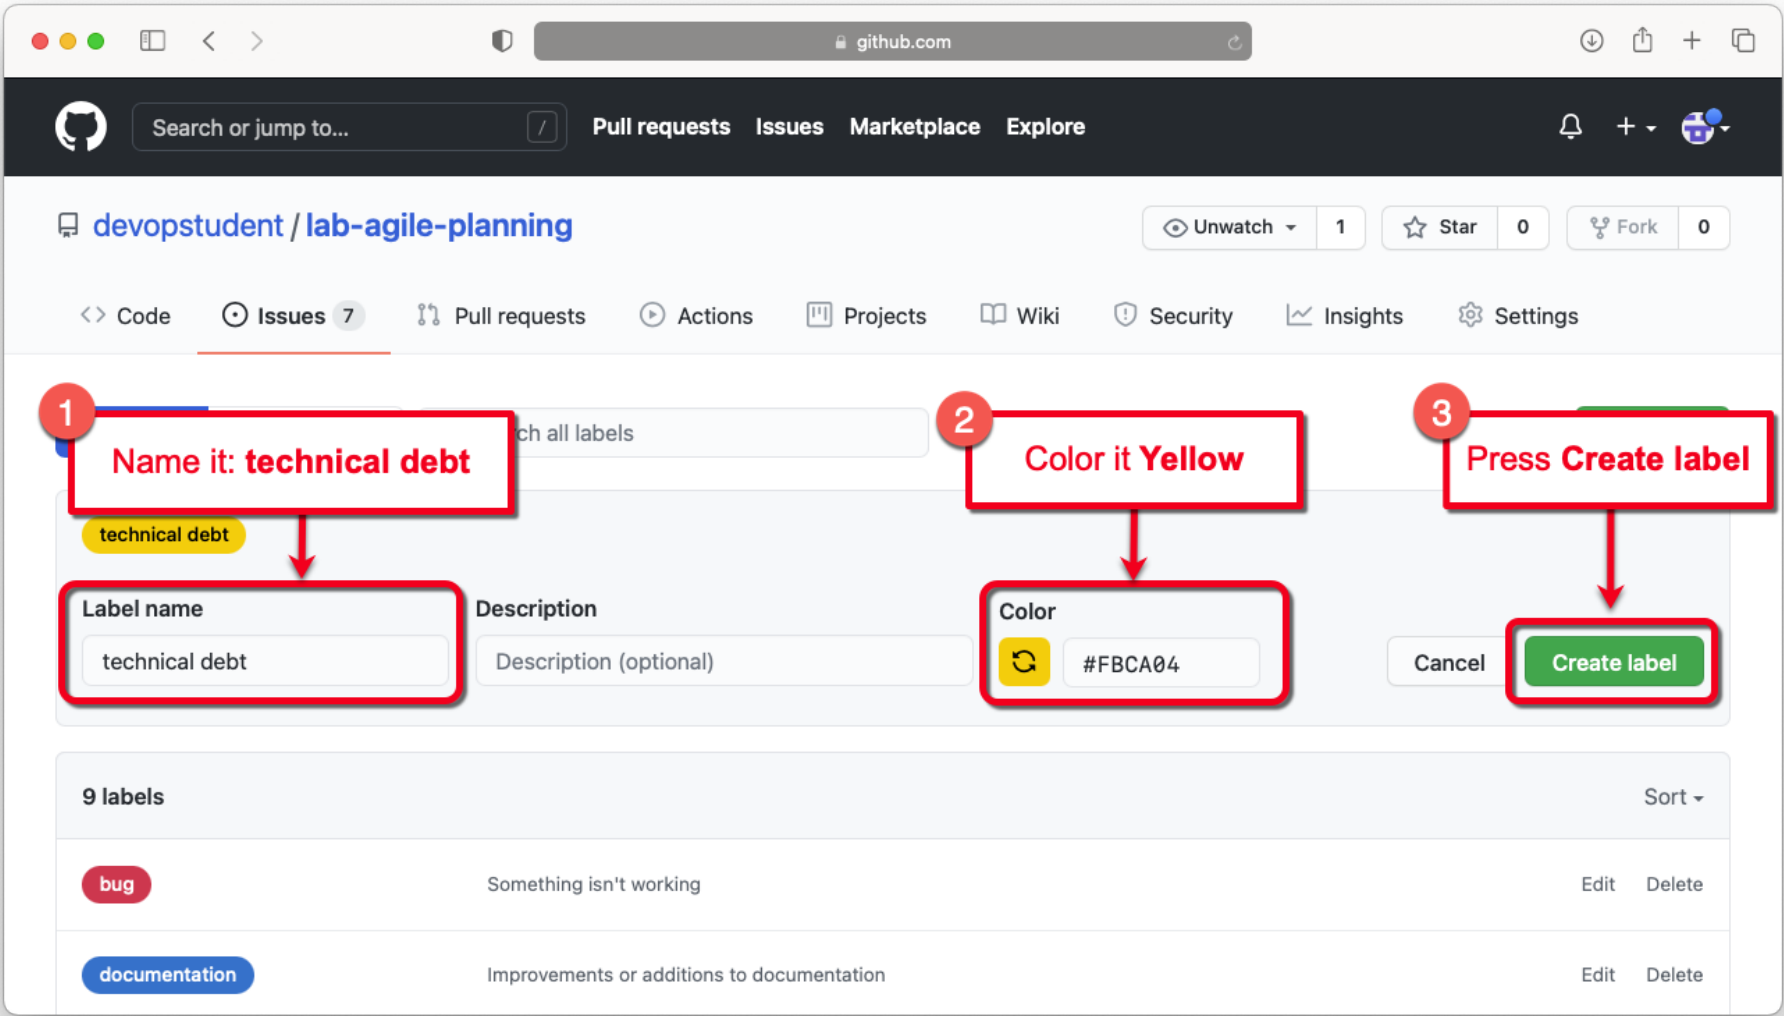 github.com
Search or jump to... /
Pull requests Issues Marketplace Explore
devopstudent / lab-agile-planning
Unwatch 1 Star 0 Fork 0
Code Issues 7 Pull requests Actions Projects Wiki Security Insights Settings
1 2 3
ch all labels
Name it: technical debt
Color it Yellow
Press Create label
technical debt
Label name Description Color
technical debt Description (optional) #FBCA04 Cancel Create label
9 labels Sort
bug Something isn't working Edit Delete
documentation Improvements or additions to documentation Edit Delete